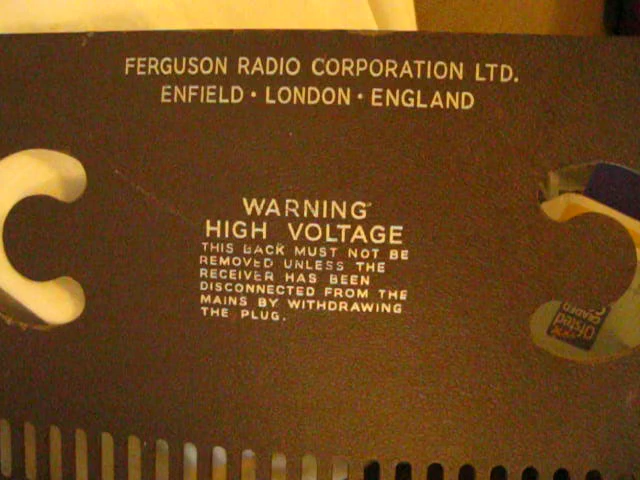 FERGUSON RADIO CORPORATION LTD.
ENFIELD · LONDON · ENGLAND
WARNING
HIGH VOLTAGE
THIS BACK MUST NOT BE
REMOVED UNLESS THE
RECEIVER HAS BEEN
DISCONNECTED FROM THE
MAINS BY WITHDRAWING
THE PLUG.
Ofsted